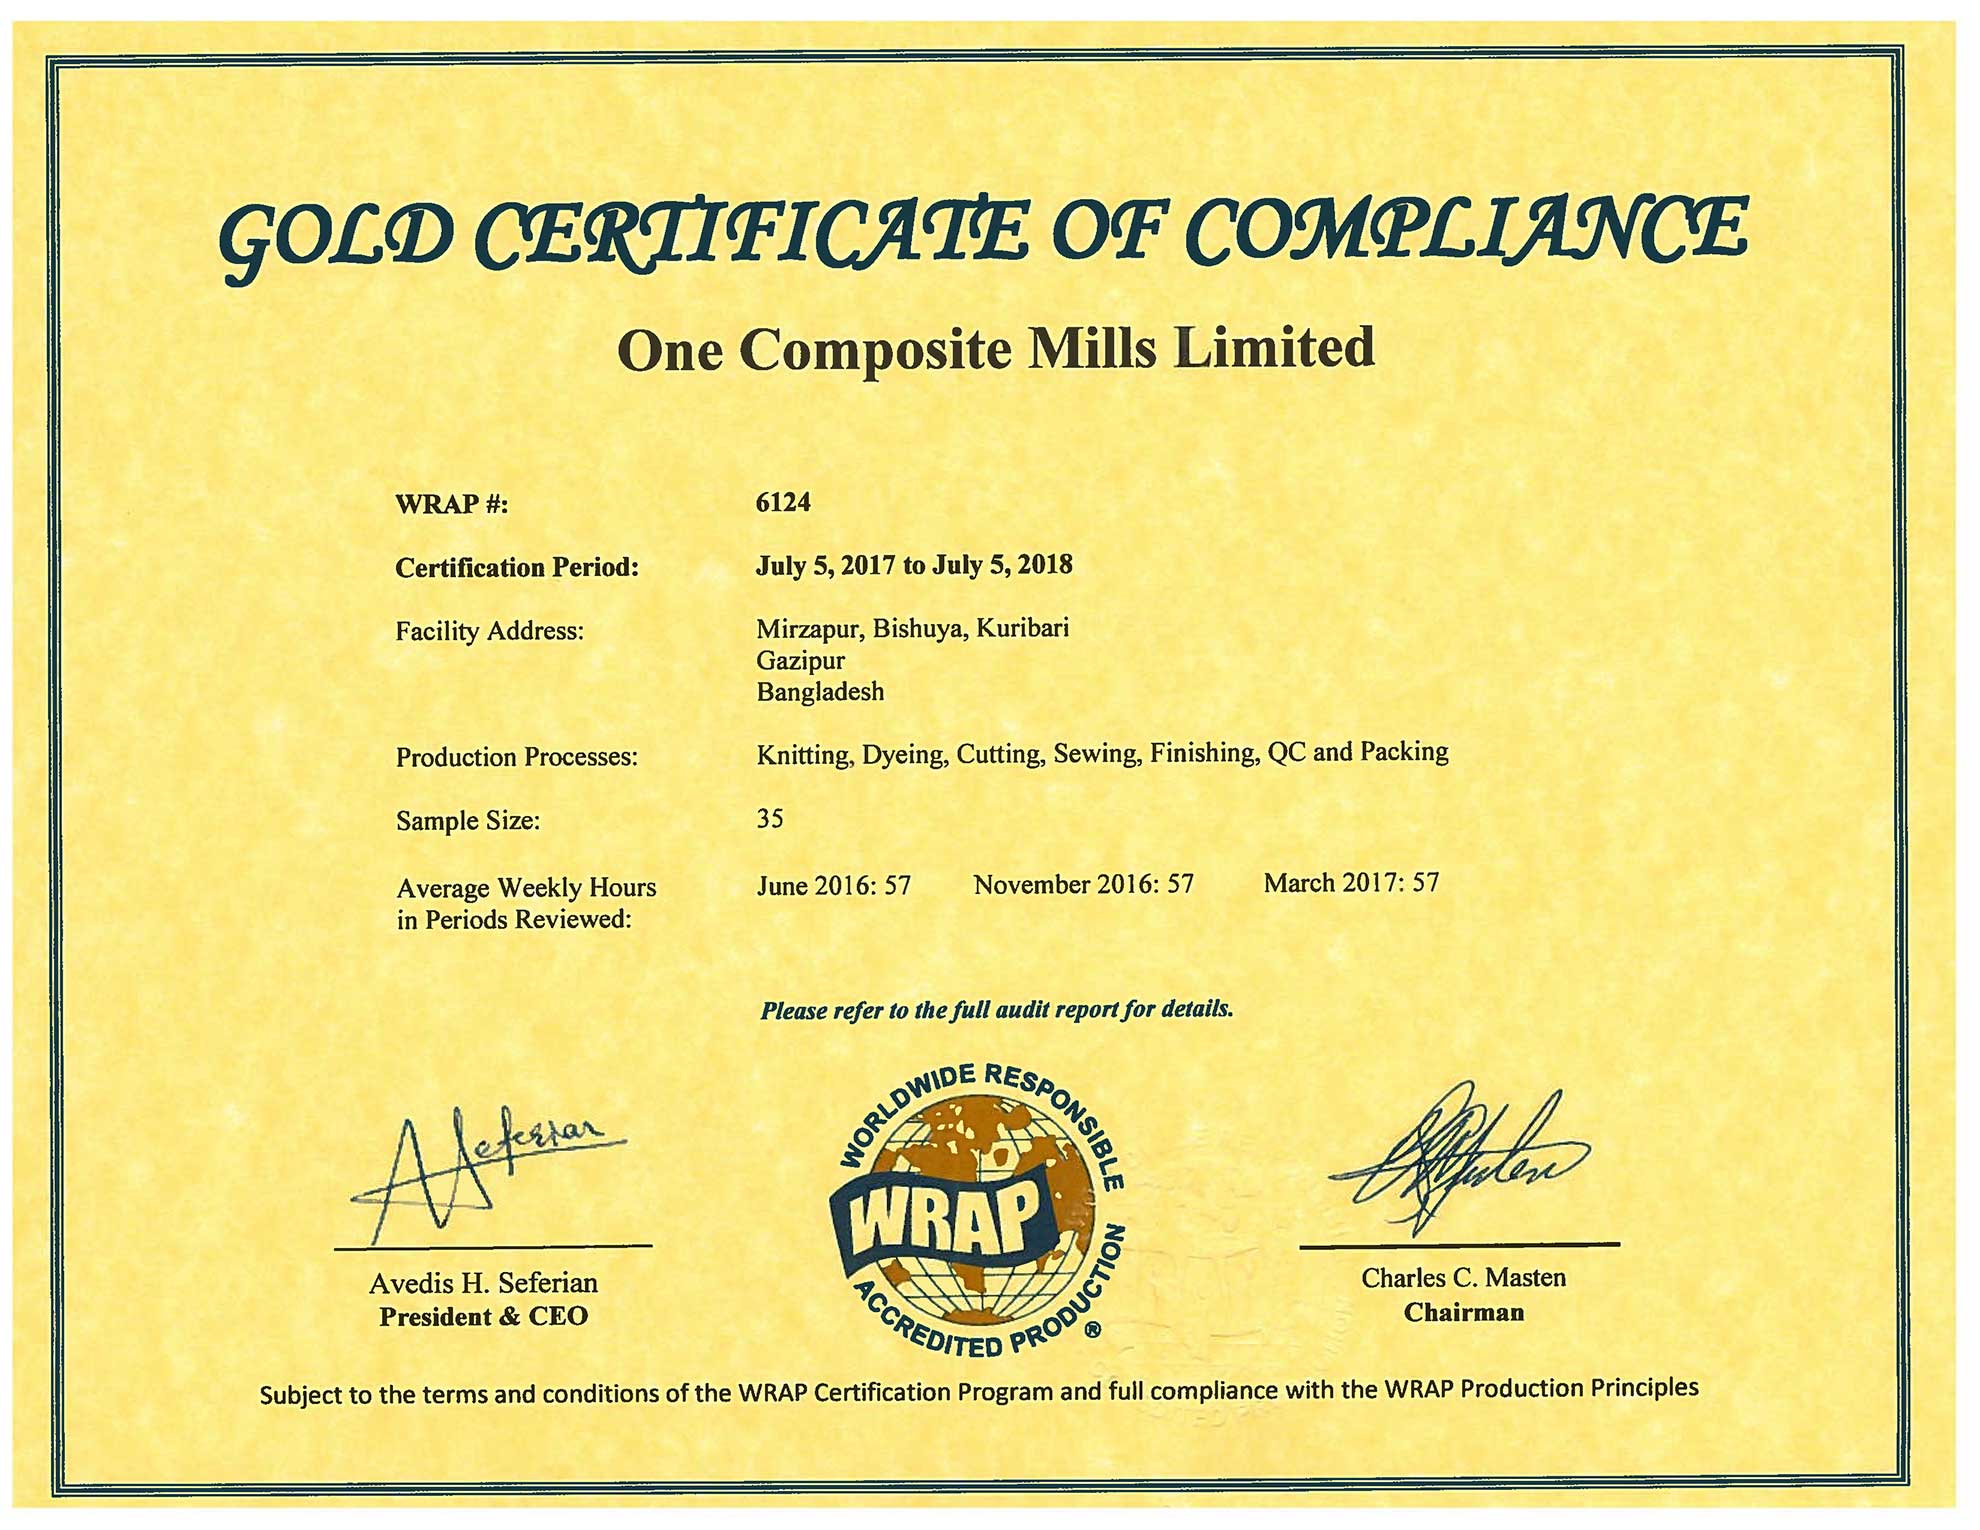 GOLD CERTIFICATE OF COMPLIANCE
One Composite Mills Limited
WRAP #: 6124
Certification Period: July 5, 2017 to July 5, 2018
Facility Address: Mirzapur, Bishuya, Kuribari
Gazipur
Bangladesh
Production Processes: Knitting, Dyeing, Cutting, Sewing, Finishing, QC and Packing
Sample Size: 35
Average Weekly Hours June 2016: 57 November 2016: 57 March 2017: 57
in Periods Reviewed:
Please refer to the full audit report for details.
WORLDWIDE RESPONSIBLE
WRAP
ACCREDITED PRODUCTION ®
A Seferian
Avedis H. Seferian
President & CEO
Charles C. Masten
Chairman
Subject to the terms and conditions of the WRAP Certification Program and full compliance with the WRAP Production Principles